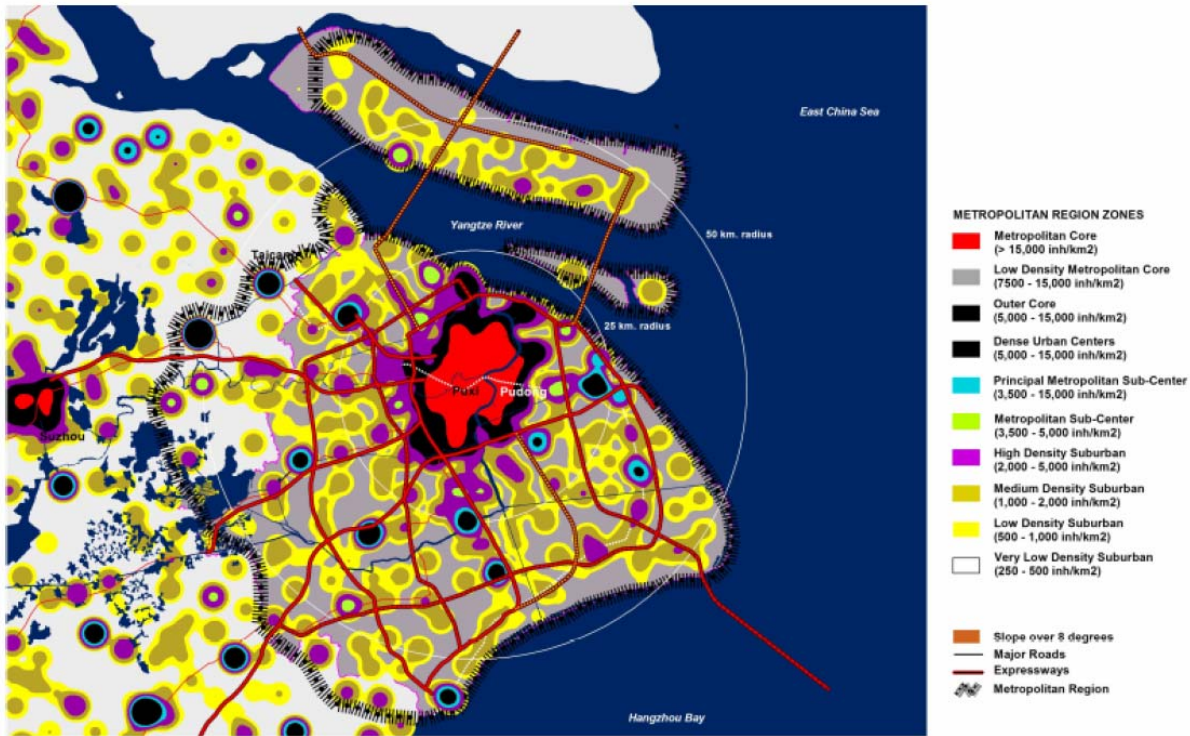 East China Sea
Yangtze River
50 km. radius
Taicang
25 km. radius
Puxi
Pudong
Suzhou
Hangzhou Bay
METROPOLITAN REGION ZONES
Metropolitan Core
(> 15,000 inh/km2)
Low Density Metropolitan Core
(7500 - 15,000 inh/km2)
Outer Core
(5,000 - 15,000 inh/km2)
Dense Urban Centers
(5,000 - 15,000 inh/km2)
Principal Metropolitan Sub-Center
(3,500 - 15,000 inh/km2)
Metropolitan Sub-Center
(3,500 - 5,000 inh/km2)
High Density Suburban
(2,000 - 5,000 inh/km2)
Medium Density Suburban
(1,000 - 2,000 inh/km2)
Low Density Suburban
(500 - 1,000 inh/km2)
Very Low Density Suburban
(250 - 500 inh/km2)
Slope over 8 degrees
Major Roads
Expressways
Metropolitan Region